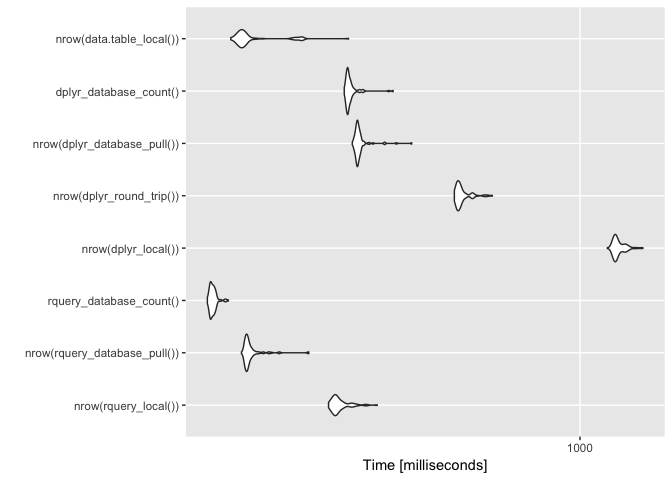 nrow(data.table_local())
dplyr_database_count()
nrow(dplyr_database_pull())
nrow(dplyr_round_trip())
nrow(dplyr_local())
rquery_database_count()
nrow(rquery_database_pull())
nrow(rquery_local())
1000
Time [milliseconds]